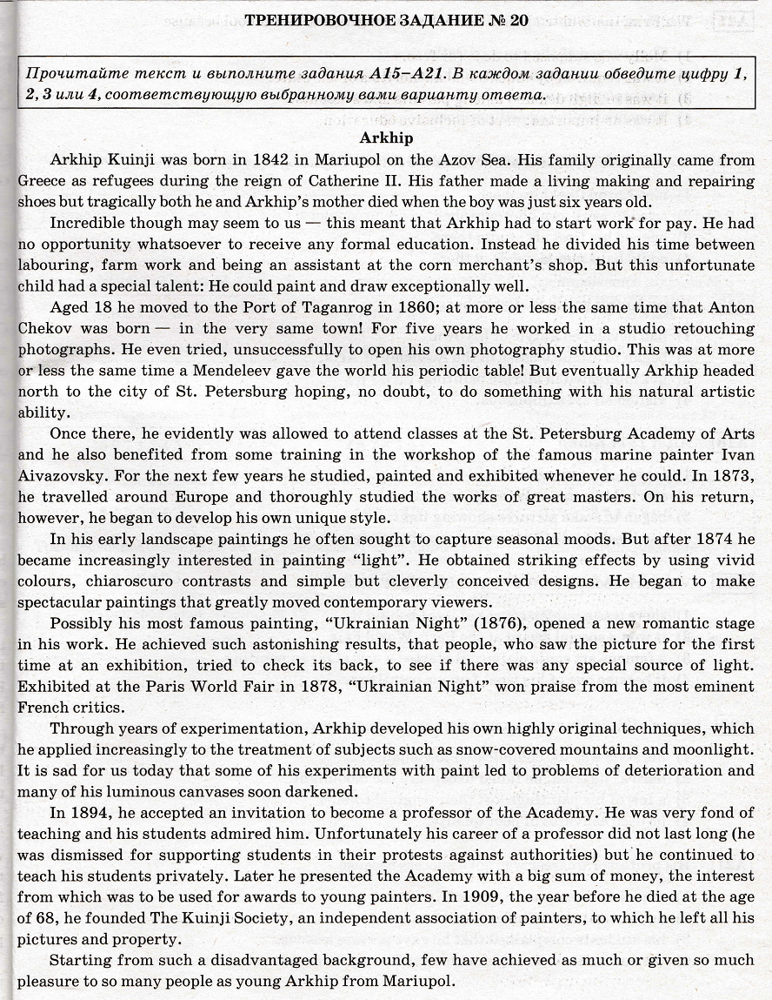 ТРЕНИРОВОЧНОЕ ЗАДАНИЕ № 20
Прочитайте текст и выполните задания А15–А21. В каждом задании обведите цифру 1,
2, 3 или 4, соответствующую выбранному вами варианту ответа.
Arkhip
Arkhip Kuinji was born in 1842 in Mariupol on the Azov Sea. His family originally came from
Greece as refugees during the reign of Catherine II. His father made a living making and repairing
shoes but tragically both he and Arkhip's mother died when the boy was just six years old.
Incredible though may seem to us — this meant that Arkhip had to start work for pay. He had
no opportunity whatsoever to receive any formal education. Instead he divided his time between
labouring, farm work and being an assistant at the corn merchant's shop. But this unfortunate
child had a special talent: He could paint and draw exceptionally well.
Aged 18 he moved to the Port of Taganrog in 1860; at more or less the same time that Anton
Chekov was born — in the very same town! For five years he worked in a studio retouching
photographs. He even tried, unsuccessfully to open his own photography studio. This was at more
or less the same time a Mendeleev gave the world his periodic table! But eventually Arkhip headed
north to the city of St. Petersburg hoping, no doubt, to do something with his natural artistic
ability.
Once there, he evidently was allowed to attend classes at the St. Petersburg Academy of Arts
and he also benefited from some training in the workshop of the famous marine painter Ivan
Aivazovsky. For the next few years he studied, painted and exhibited whenever he could. In 1873,
he travelled around Europe and thoroughly studied the works of great masters. On his return,
however, he began to develop his own unique style.
In his early landscape paintings he often sought to capture seasonal moods. But after 1874 he
became increasingly interested in painting “light”. He obtained striking effects by using vivid
colours, chiaroscuro contrasts and simple but cleverly conceived designs. He began to make
spectacular paintings that greatly moved contemporary viewers.
Possibly his most famous painting, “Ukrainian Night” (1876), opened a new romantic stage
in his work. He achieved such astonishing results, that people, who saw the picture for the first
time at an exhibition, tried to check its back, to see if there was any special source of light.
Exhibited at the Paris World Fair in 1878, “Ukrainian Night” won praise from the most eminent
French critics.
Through years of experimentation, Arkhip developed his own highly original techniques, which
he applied increasingly to the treatment of subjects such as snow-covered mountains and moonlight.
It is sad for us today that some of his experiments with paint led to problems of deterioration and
many of his luminous canvases soon darkened.
In 1894, he accepted an invitation to become a professor of the Academy. He was very fond of
teaching and his students admired him. Unfortunately his career of a professor did not last long (he
was dismissed for supporting students in their protests against authorities) but he continued to
teach his students privately. Later he presented the Academy with a big sum of money, the interest
from which was to be used for awards to young painters. In 1909, the year before he died at the age
of 68, he founded The Kuinji Society, an independent association of painters, to which he left all his
pictures and property.
Starting from such a disadvantaged background, few have achieved as much or given so much
pleasure to so many people as young Arkhip from Mariupol.